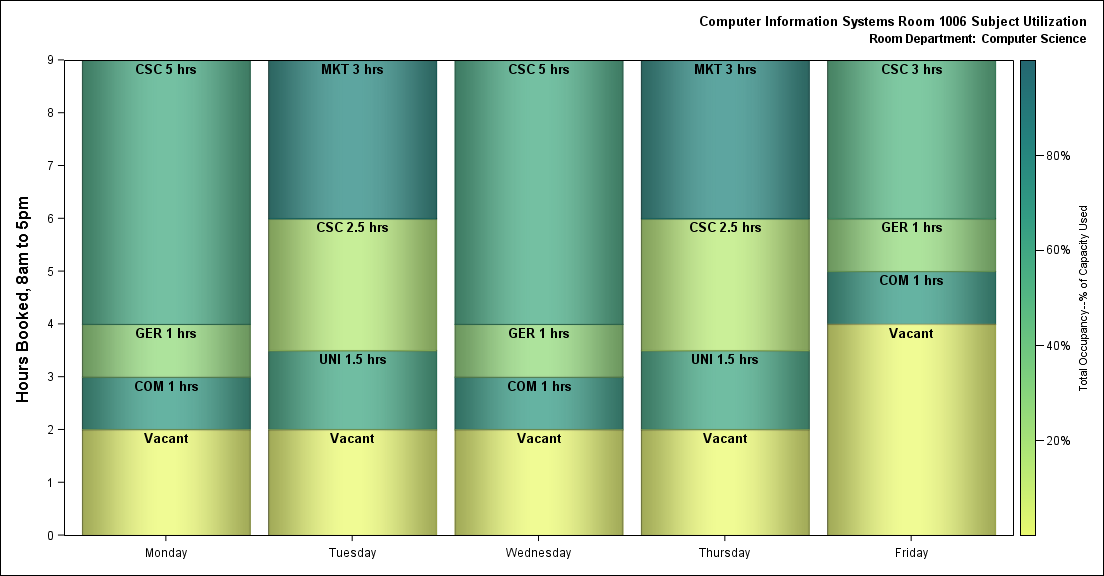 Computer Information Systems Room 1006 Subject Utilization
Room Department: Computer Science
Hours Booked, 8am to 5pm
9
8
7
6
5
4
3
2
1
0
CSC 5 hrs
GER 1 hrs
COM 1 hrs
Vacant
Monday
MKT 3 hrs
CSC 2.5 hrs
UNI 1.5 hrs
Vacant
Tuesday
CSC 5 hrs
GER 1 hrs
COM 1 hrs
Vacant
Wednesday
MKT 3 hrs
CSC 2.5 hrs
UNI 1.5 hrs
Vacant
Thursday
CSC 3 hrs
GER 1 hrs
COM 1 hrs
Vacant
Friday
80%
60%
40%
20%
Total Occupancy--% of Capacity Used